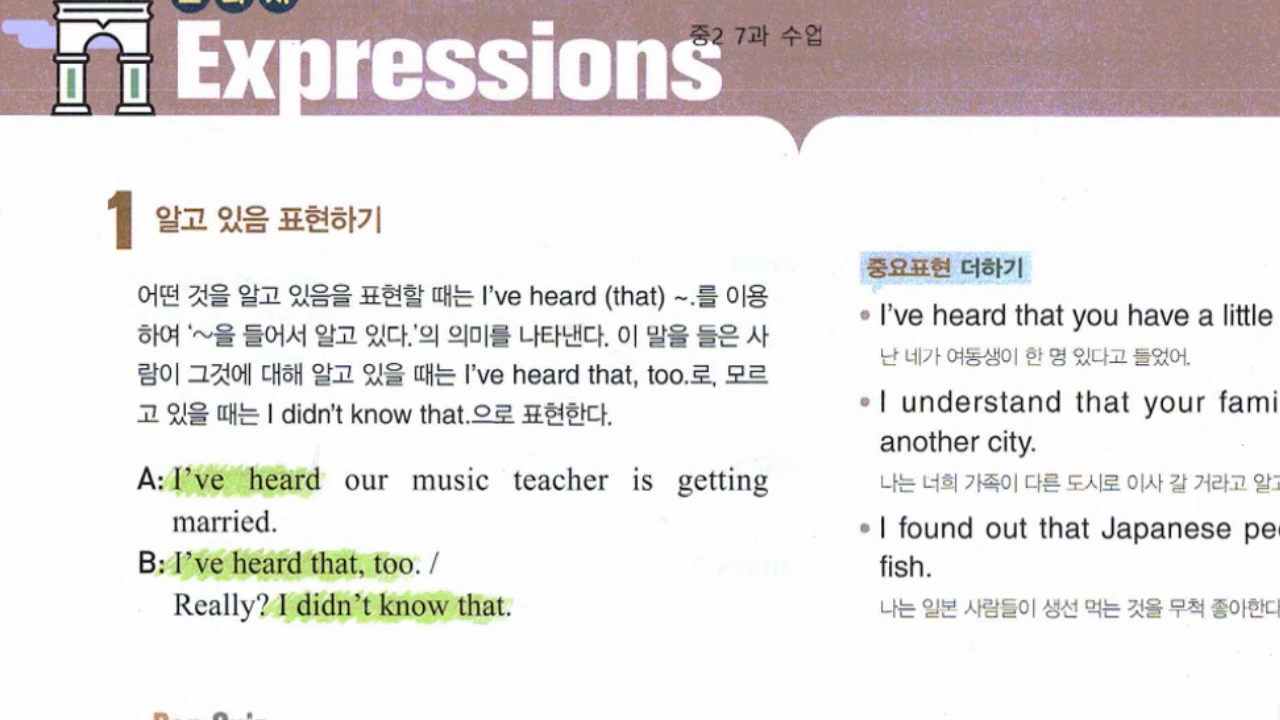 Expressions
중2 7과 수업
1 알고 있음 표현하기
어떤 것을 알고 있음을 표현할 때는 I've heard (that) ~.를 이용
하여 '~을 들어서 알고 있다.'의 의미를 나타낸다. 이 말을 들은 사
람이 그것에 대해 알고 있을 때는 I've heard that, too.로, 모르
고 있을 때는 I didn't know that.으로 표현한다.
A: I've heard our music teacher is getting
married.
B: I've heard that, too. /
Really? I didn't know that.
중요표현 더하기
• I've heard that you have a little
난 네가 여동생이 한 명 있다고 들었어.
• I understand that your fami
another city.
나는 너희 가족이 다른 도시로 이사 갈 거라고 알고
• I found out that Japanese peo
fish.
나는 일본 사람들이 생선 먹는 것을 무척 좋아한다